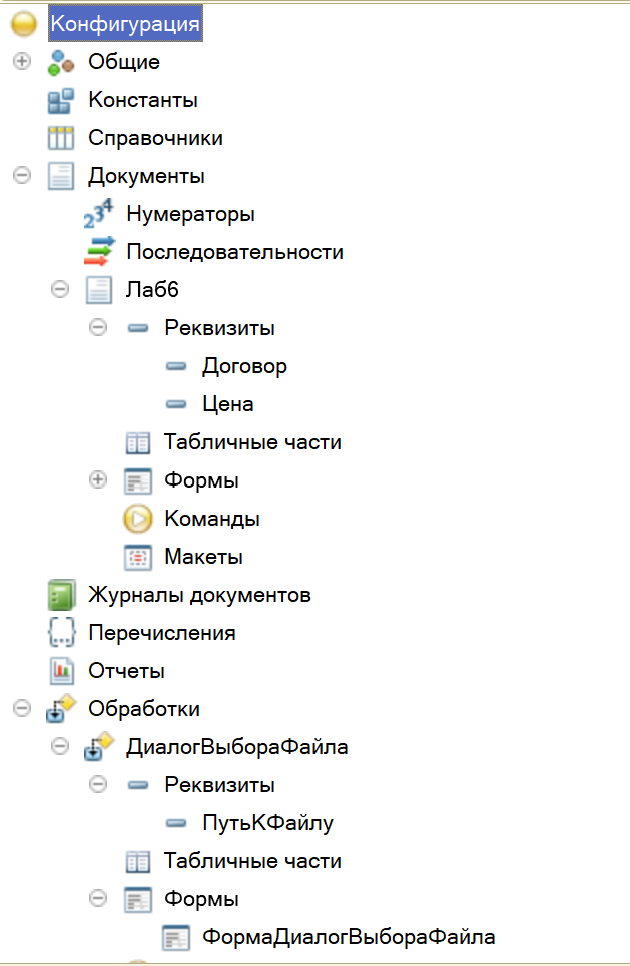 Конфигурация
Общие
Константы
Справочники
Документы
Нумераторы
Последовательности
Лаб6
Реквизиты
Договор
Цена
Табличные части
Формы
Команды
Макеты
Журналы документов
Перечисления
Отчеты
Обработки
ДиалогВыбораФайла
Реквизиты
ПутьКФайлу
Табличные части
Формы
ФормаДиалогВыбораФайла